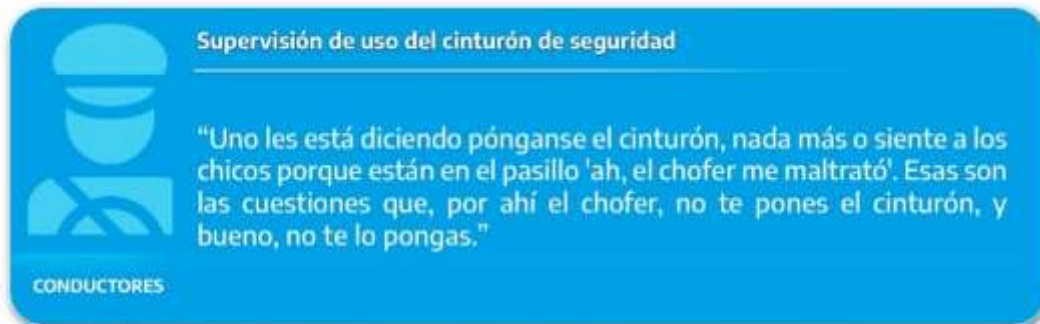 Supervisión de uso del cinturón de seguridad
“Uno les está diciendo pónganse el cinturón, nada más o siente a los
chicos porque están en el pasillo 'ah, el chofer me maltrató'. Esas son
las cuestiones que, por ahí el chofer, no te pones el cinturón, y
bueno, no te lo pongas.”
CONDUCTORES